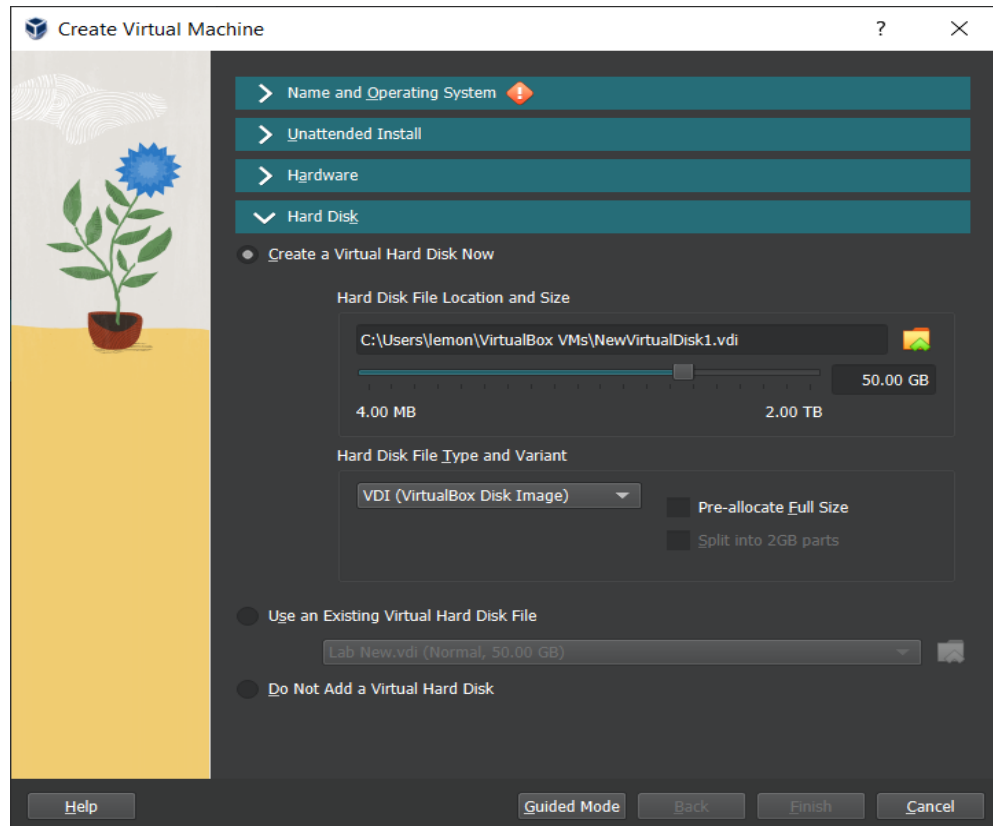 Create Virtual Machine ?
Name and Operating System
Unattended Install
Hardware
Hard Disk
Create a Virtual Hard Disk Now
Hard Disk File Location and Size
C:\Users\lemon\VirtualBox VMs\NewVirtualDisk1.vdi
50.00 GB
4.00 MB 2.00 TB
Hard Disk File Type and Variant
VDI (VirtualBox Disk Image)
Pre-allocate Full Size
Split into 2GB parts
Use an Existing Virtual Hard Disk File
Lab New.vdi (Normal, 50.00 GB)
Do Not Add a Virtual Hard Disk
Help Guided Mode Back Finish Cancel